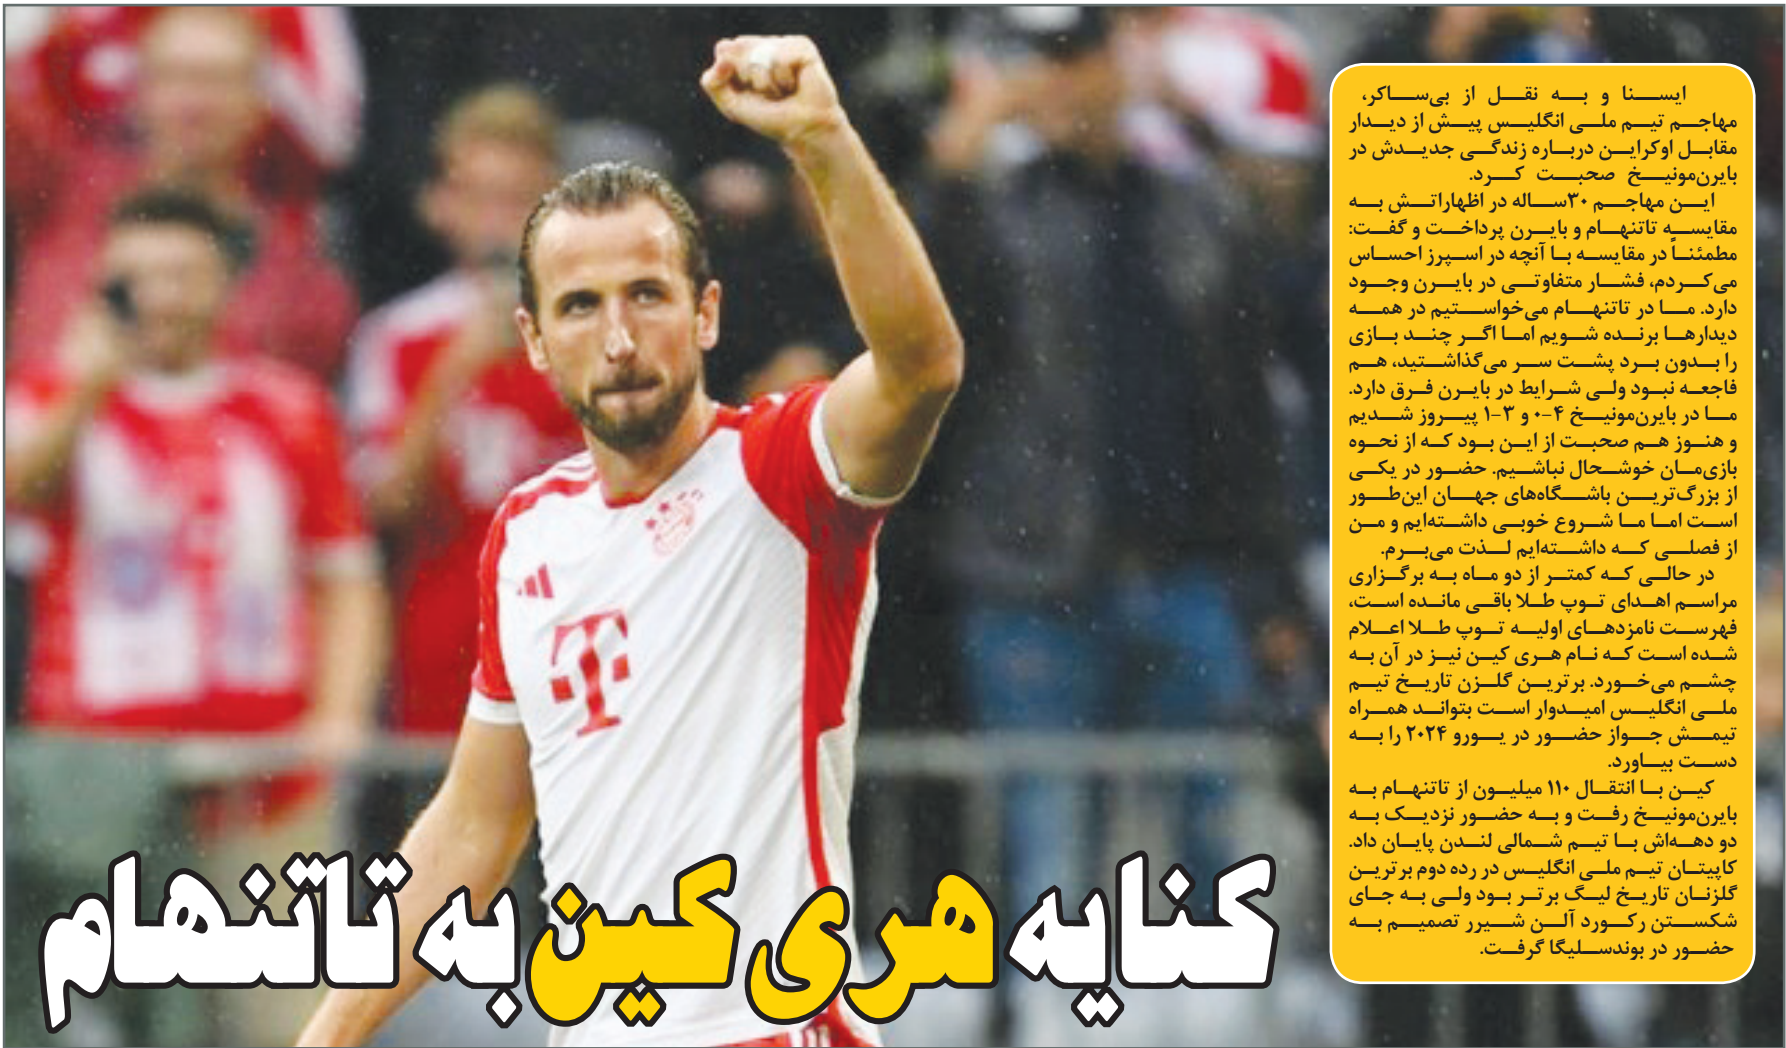 ایسنا و به نقل از بی‌ساکر،
مهاجم تیم ملی انگلیس پیش از دیدار
مقابل اوکراین درباره زندگی جدیدش در
بایرن‌مونیخ صحبت کرد.
این مهاجم ۳۰ساله در اظهاراتش به
مقایسه تاتنهام و بایرن پرداخت و گفت:
مطمئناً در مقایسه با آنچه در اسپرز احساس
می‌کردم، فشار متفاوتی در بایرن وجود
دارد. ما در تاتنهام می‌خواستیم در همه
دیدارها برنده شویم اما اگر چند بازی
را بدون برد پشت سر می‌گذاشتید، هم
فاجعه نبود ولی شرایط در بایرن فرق دارد.
ما در بایرن‌مونیخ ۴-۰ و ۳-۱ پیروز شدیم
و هنوز هم صحبت از این بود که از نحوه
بازی‌مان خوشحال نباشیم. حضور در یکی
از بزرگ‌ترین باشگاه‌های جهان این‌طور
است اما ما شروع خوبی داشته‌ایم و من
از فصلی که داشته‌ایم لذت می‌برم.
در حالی که کمتر از دو ماه به برگزاری
مراسم اهدای توپ طلا باقی مانده است،
فهرست نامزدهای اولیه توپ طلا اعلام
شده است که نام هری کین نیز در آن به
چشم می‌خورد. برترین گلزن تاریخ تیم
ملی انگلیس امیدوار است بتواند همراه
تیمش جواز حضور در یورو ۲۰۲۴ را به
دست بیاورد.
کین با انتقال ۱۱۰ میلیون از تاتنهام به
بایرن‌مونیخ رفت و به حضور نزدیک به
دو دهه‌اش با تیم شمالی لندن پایان داد.
کاپیتان تیم ملی انگلیس در رده دوم برترین
گلزنان تاریخ لیگ برتر بود ولی به جای
شکستن رکورد آلن شیرر تصمیم به
حضور در بوندسلیگا گرفت.
کنایه هری کین به تاتنهام
T